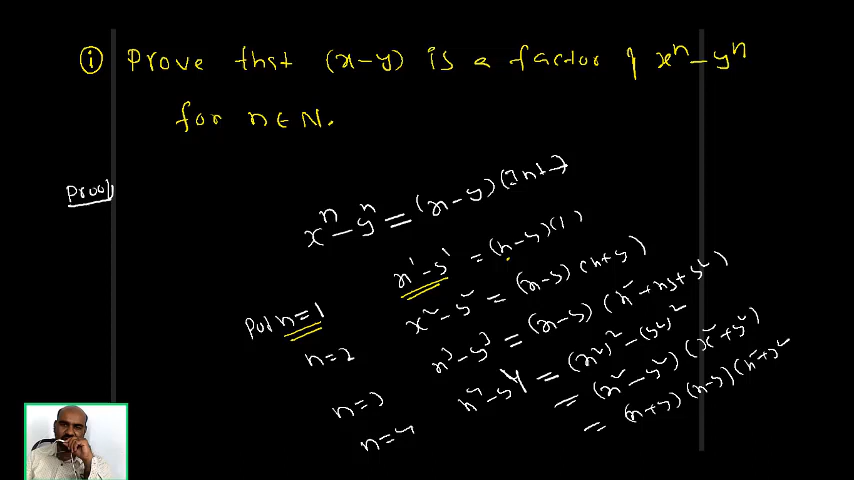 ① Prove that (x-y) is a factor of xⁿ-yⁿ
for n ∈ N.
Proof
xⁿ - yⁿ = (x-y)(Int)
x¹ - y¹ = (x-y)(1)
Put n=1
x² - y² = (x-y)(x+y)
n=2
x³ - y³ = (x-y)(x²+xy+y²)
n=3
x⁴ - y⁴ = (x²)² - (y²)²
= (x²-y²)(x²+y²)
n=4
= (x+y)(x-y)(x²+y²